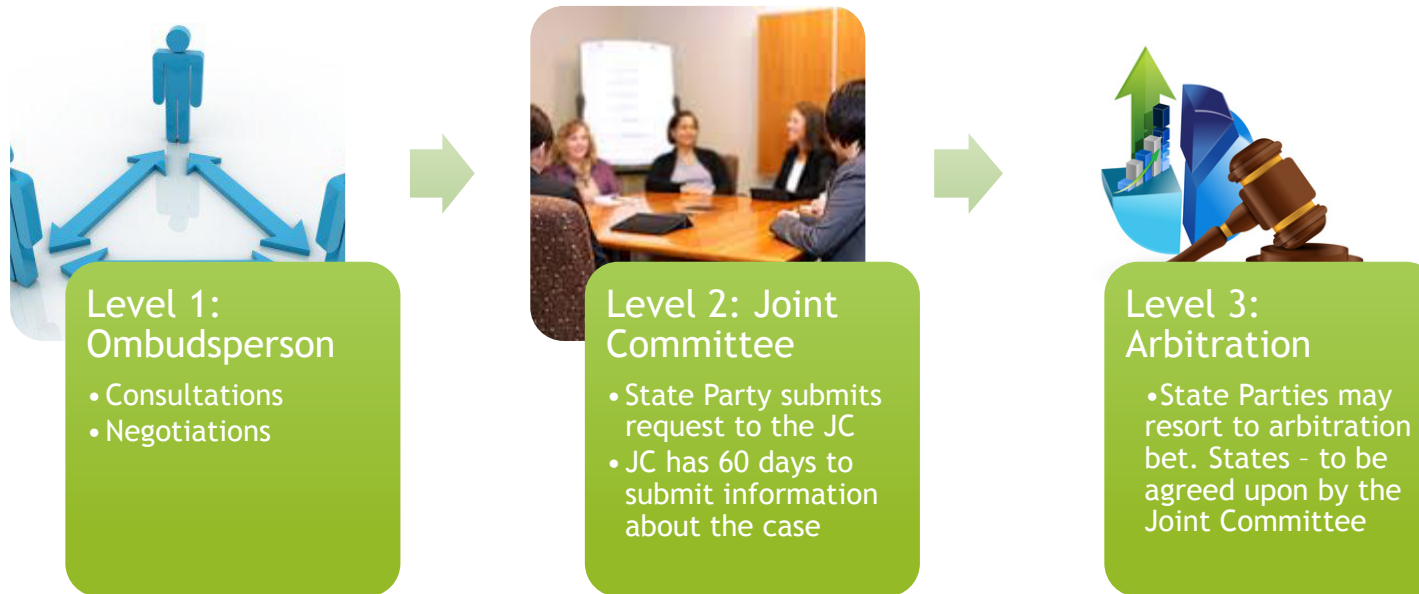 Level 1:
Ombudsperson
•Consultations
•Negotiations
Level 2: Joint
Committee
•State Party submits
request to the JC
•JC has 60 days to
submit information
about the case
Level 3:
Arbitration
•State Parties may
resort to arbitration
bet. States – to be
agreed upon by the
Joint Committee